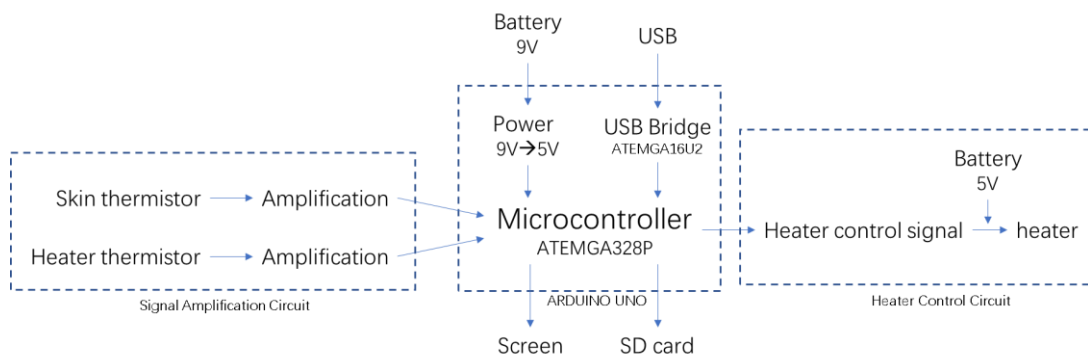 Battery
9V
USB
Power
9V→5V
USB Bridge
ATEMGA16U2
Battery
5V
Skin thermistor
Amplification
Microcontroller
ATEMGA328P
Heater control signal
heater
Heater thermistor
Amplification
Signal Amplification Circuit
ARDUINO UNO
Heater Control Circuit
Screen
SD card